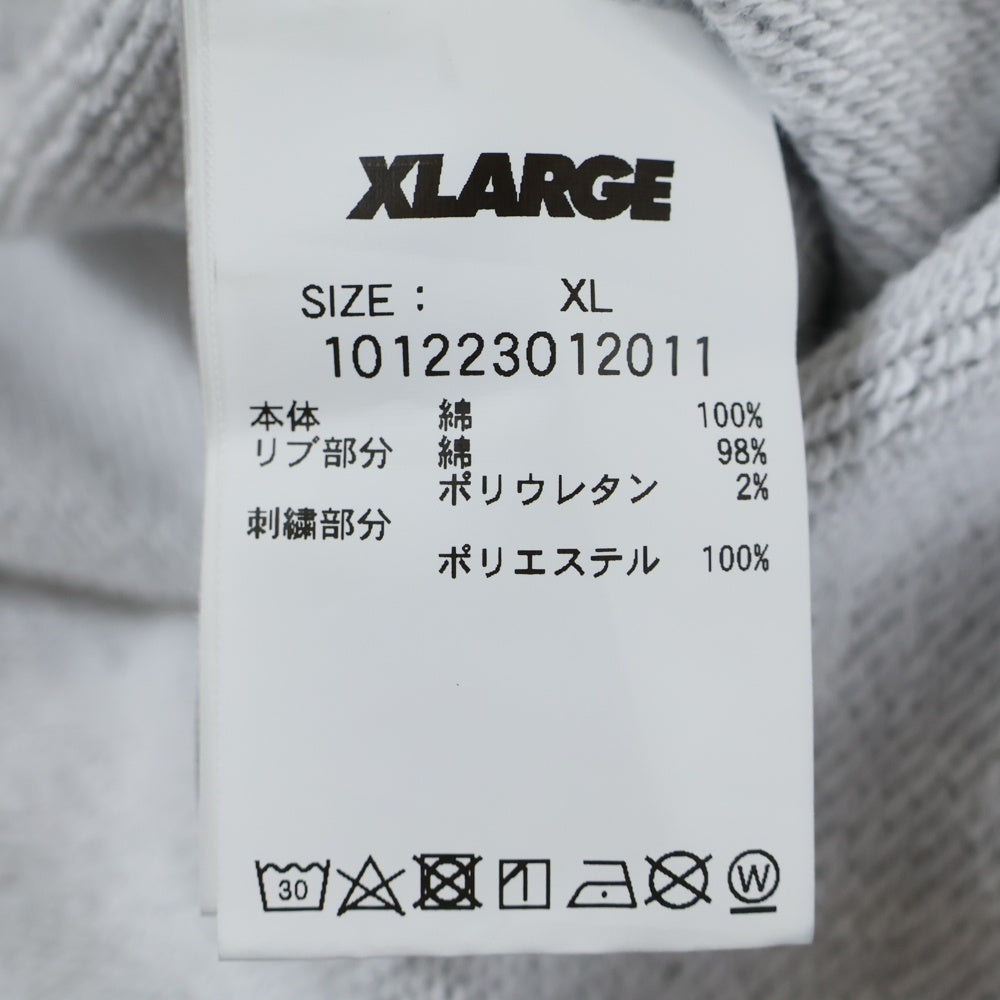 XLARGE
SIZE： XL
101223012011
本体 綿 100%
リブ部分 綿 98%
ポリウレタン 2%
刺繍部分
ポリエステル 100%
30 W